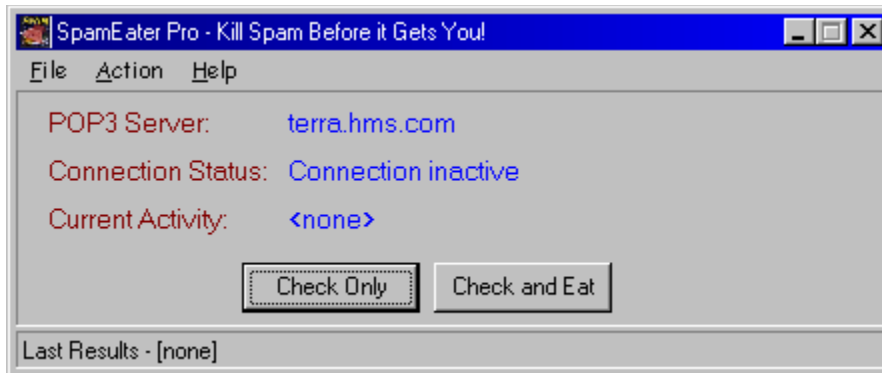 SpamEater Pro - Kill Spam Before it Gets You!
File Action Help
POP3 Server: terra.hms.com
Connection Status: Connection inactive
Current Activity: <none>
Check Only Check and Eat
Last Results - [none]